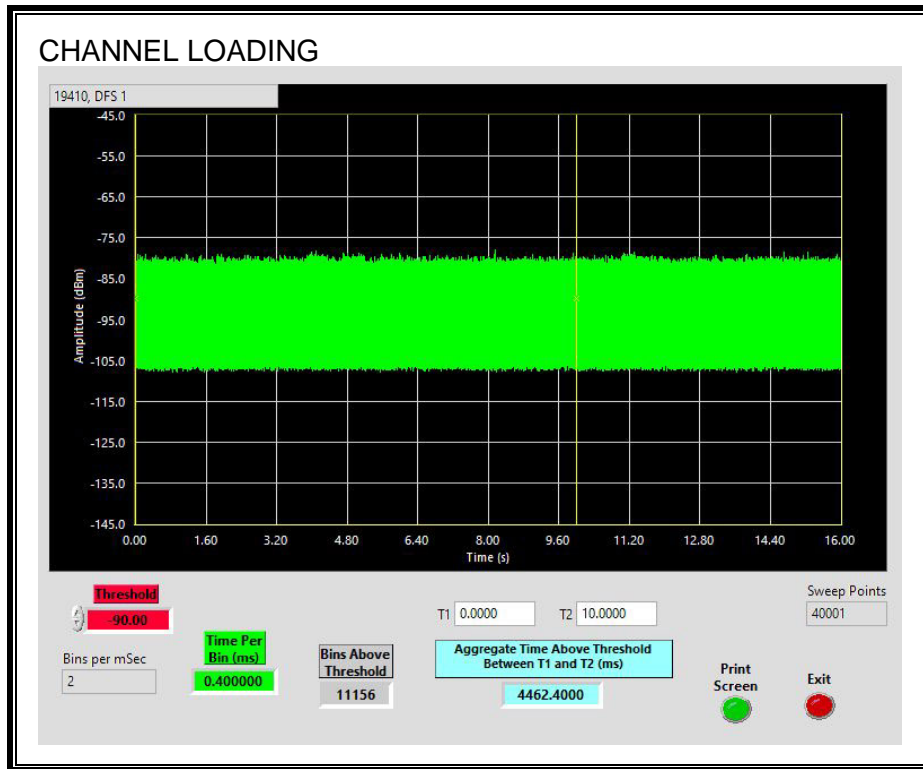 CHANNEL LOADING
19410, DFS 1
-45.0
-55.0
-65.0
-75.0
-85.0
-95.0
-105.0
-115.0
-125.0
-135.0
-145.0
Amplitude (dBm)
0.00 1.60 3.20 4.80 6.40 8.00 9.60 11.20 12.80 14.40 16.00
Time (s)
Threshold
-90.00
Bins per mSec
2
Time Per
Bin (ms)
0.400000
Bins Above
Threshold
11156
T1 0.0000 T2 10.0000
Aggregate Time Above Threshold
Between T1 and T2 (ms)
4462.4000
Sweep Points
40001
Print
Screen
Exit